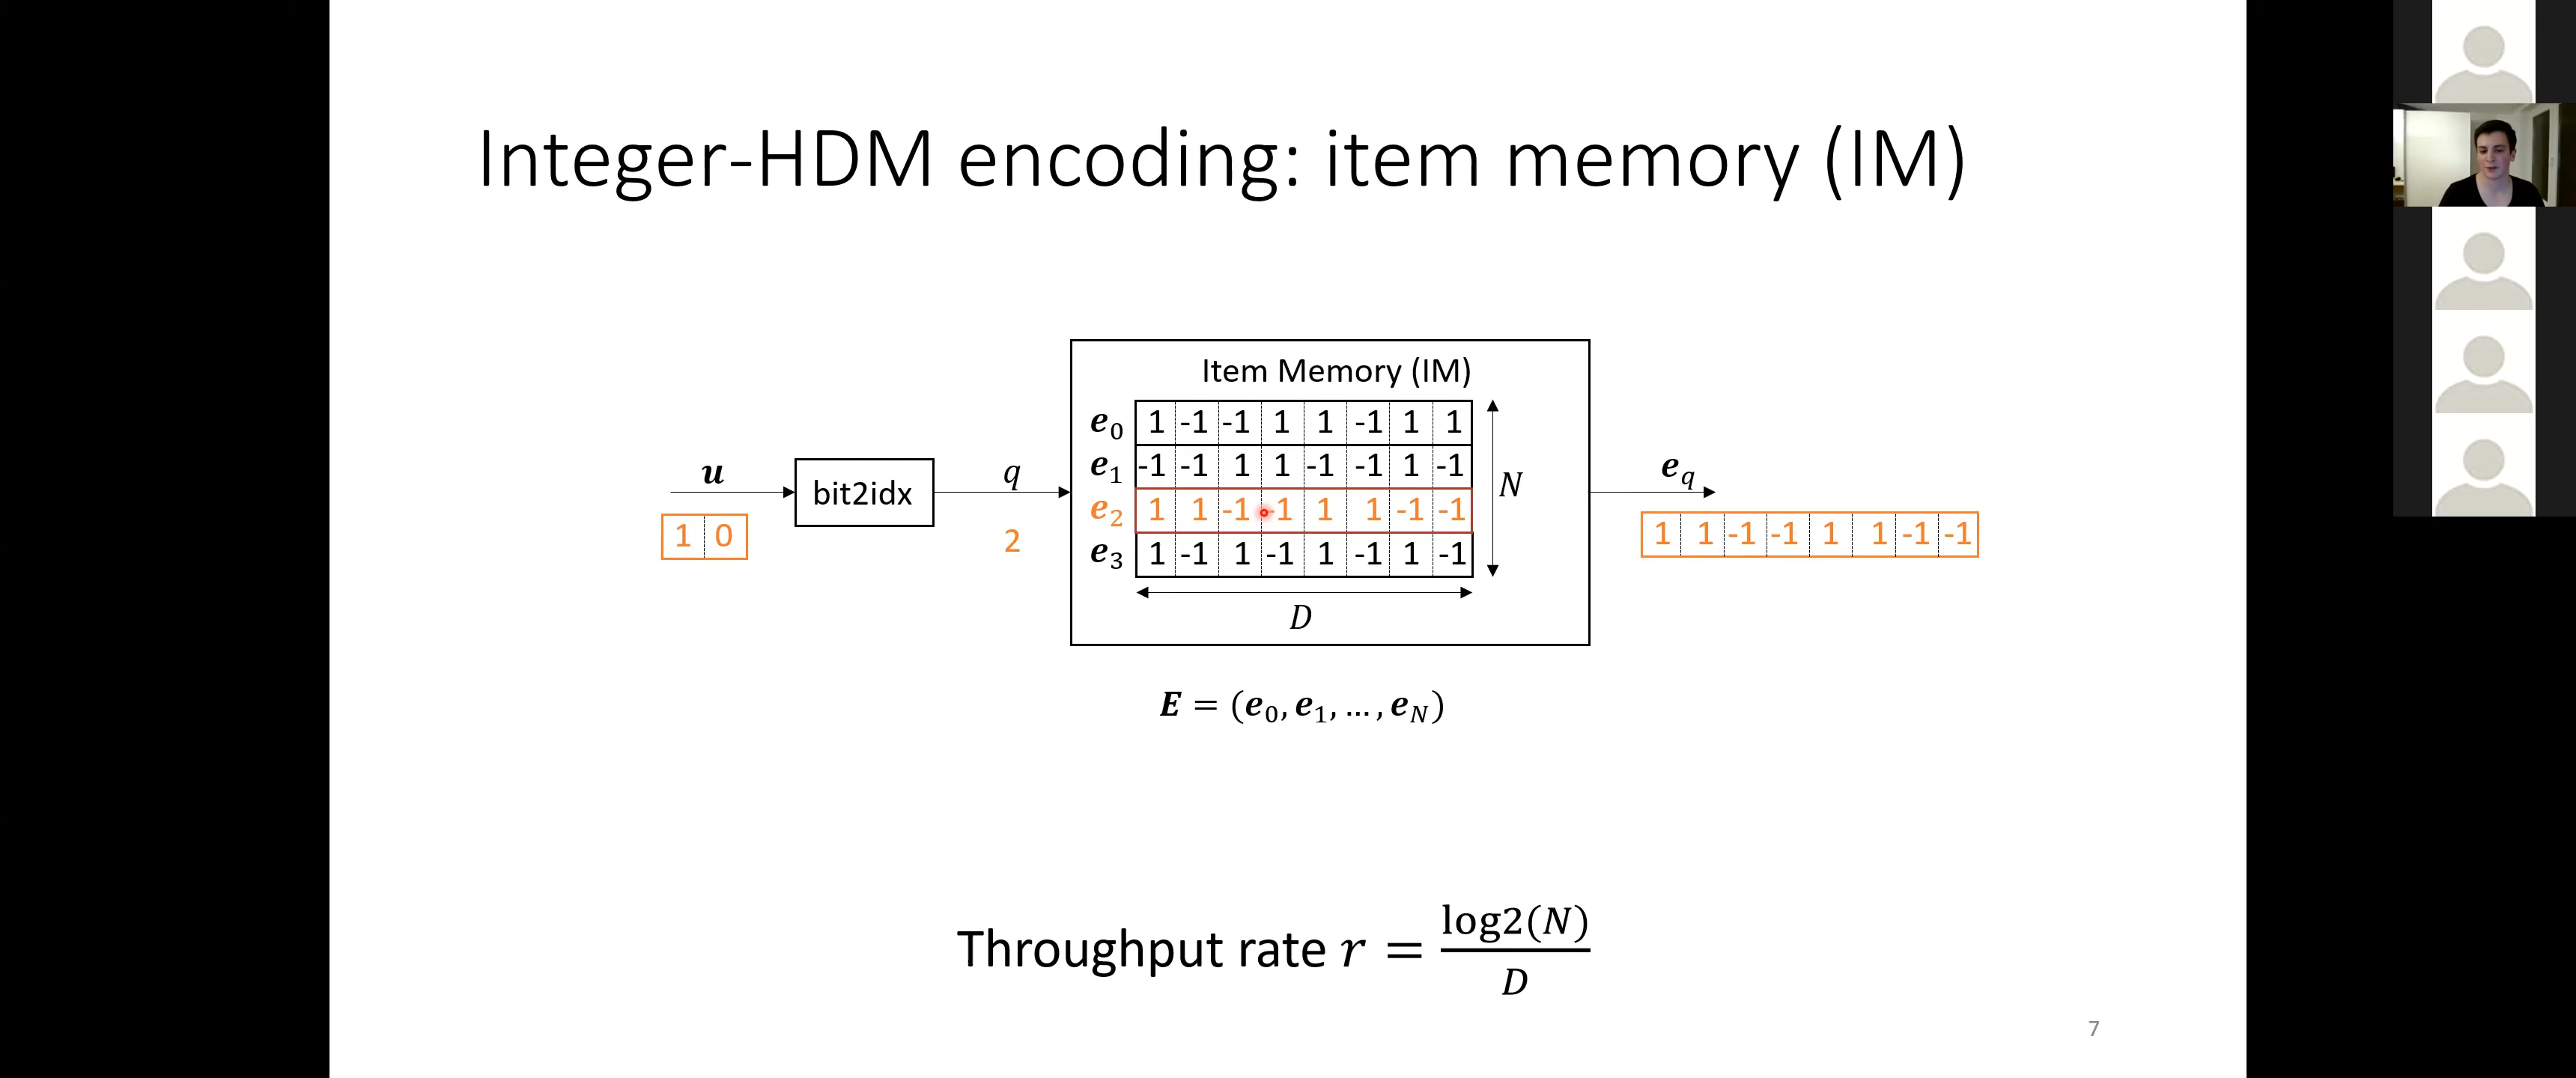 Integer-HDM encoding: item memory (IM)
Item Memory (IM)
e0 1 -1 -1 1 1 -1 1 1
e1 -1 -1 1 1 -1 -1 1 -1
e2 1 1 -1 -1 1 1 -1 -1
e3 1 -1 1 -1 1 -1 1 -1
N
D
u
1 0
bit2idx
q
2
e_q
1 1 -1 -1 1 1 -1 -1
E = (e0, e1, ..., eN)
Throughput rate r = log2(N) / D
7